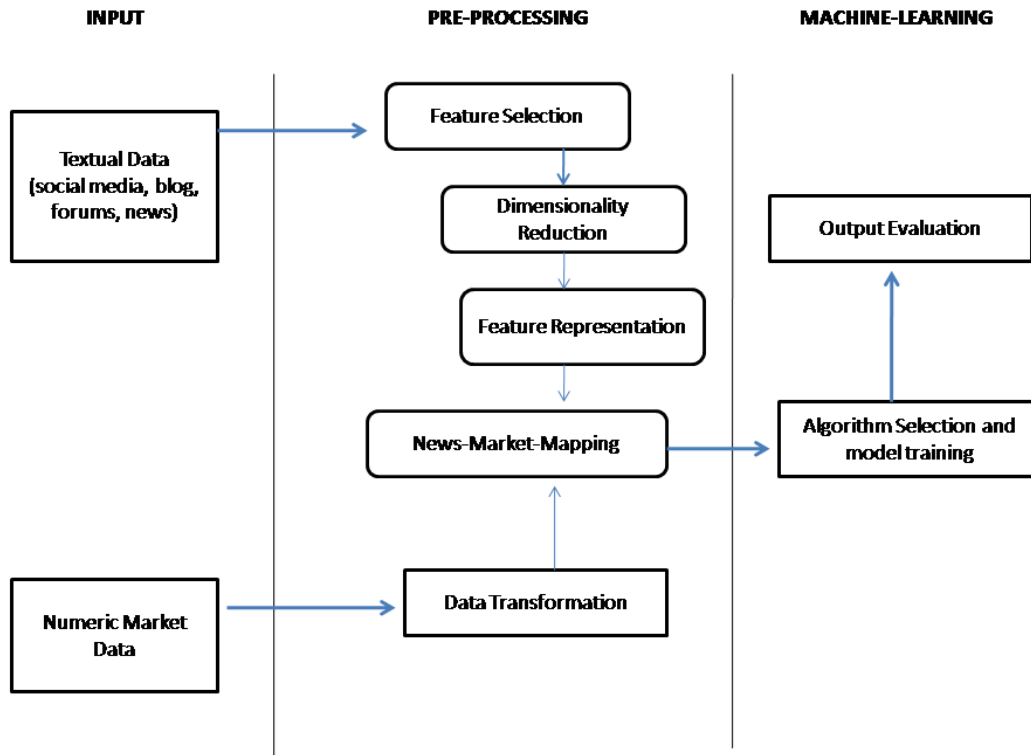 INPUT
PRE-PROCESSING
MACHINE-LEARNING
Textual Data
(social media, blog,
forums, news)
Feature Selection
Dimensionality
Reduction
Feature Representation
News-Market-Mapping
Numeric Market
Data
Data Transformation
Algorithm Selection and
model training
Output Evaluation